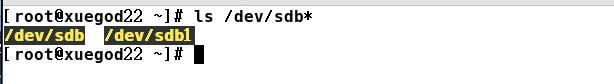 [root@xuegod22 ~]# ls /dev/sdb*
/dev/sdb  /dev/sdb1
[root@xuegod22 ~]#